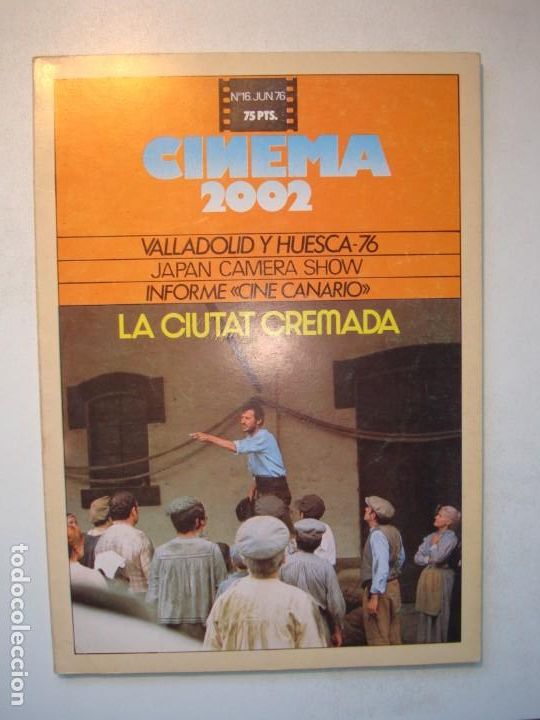 Nº16.JUN.76
75 PTS.
CINEMA
2002
VALLADOLID Y HUESCA-76
JAPAN CAMERA SHOW
INFORME «CINE CANARIO»
LA CIUTAT CREMADA
todocoleccion.net